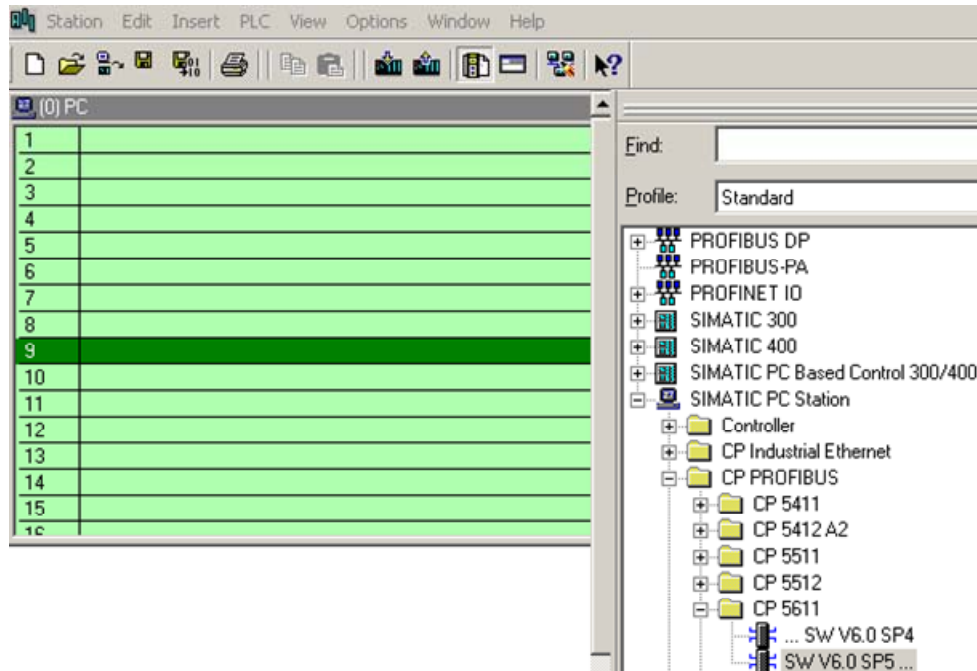 Station Edit Insert PLC View Options Window Help
(0) PC
1
2
3
4
5
6
7
8
9
10
11
12
13
14
15
16
Find:
Profile: Standard
PROFIBUS DP
PROFIBUS-PA
PROFINET IO
SIMATIC 300
SIMATIC 400
SIMATIC PC Based Control 300/400
SIMATIC PC Station
Controller
CP Industrial Ethernet
CP PROFIBUS
CP 5411
CP 5412 A2
CP 5511
CP 5512
CP 5611
... SW V6.0 SP4
SW V6.0 SP5 ...